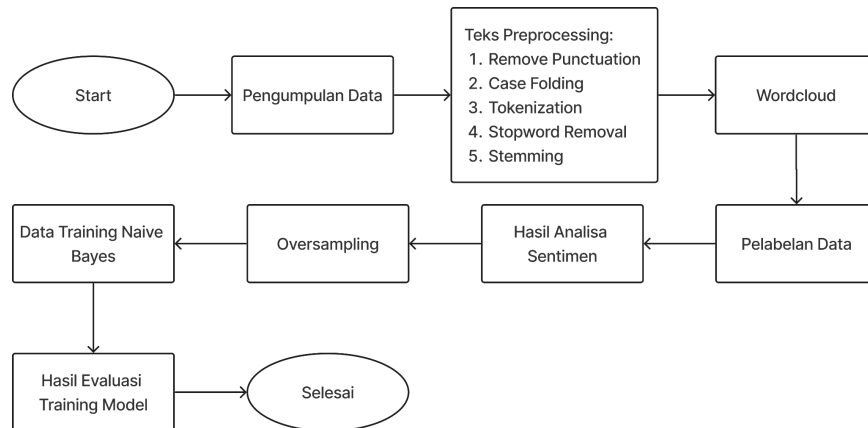 Start
Pengumpulan Data
Teks Preprocessing:
1. Remove Punctuation
2. Case Folding
3. Tokenization
4. Stopword Removal
5. Stemming
Wordcloud
Pelabelan Data
Hasil Analisa
Sentimen
Oversampling
Data Training Naive
Bayes
Hasil Evaluasi
Training Model
Selesai